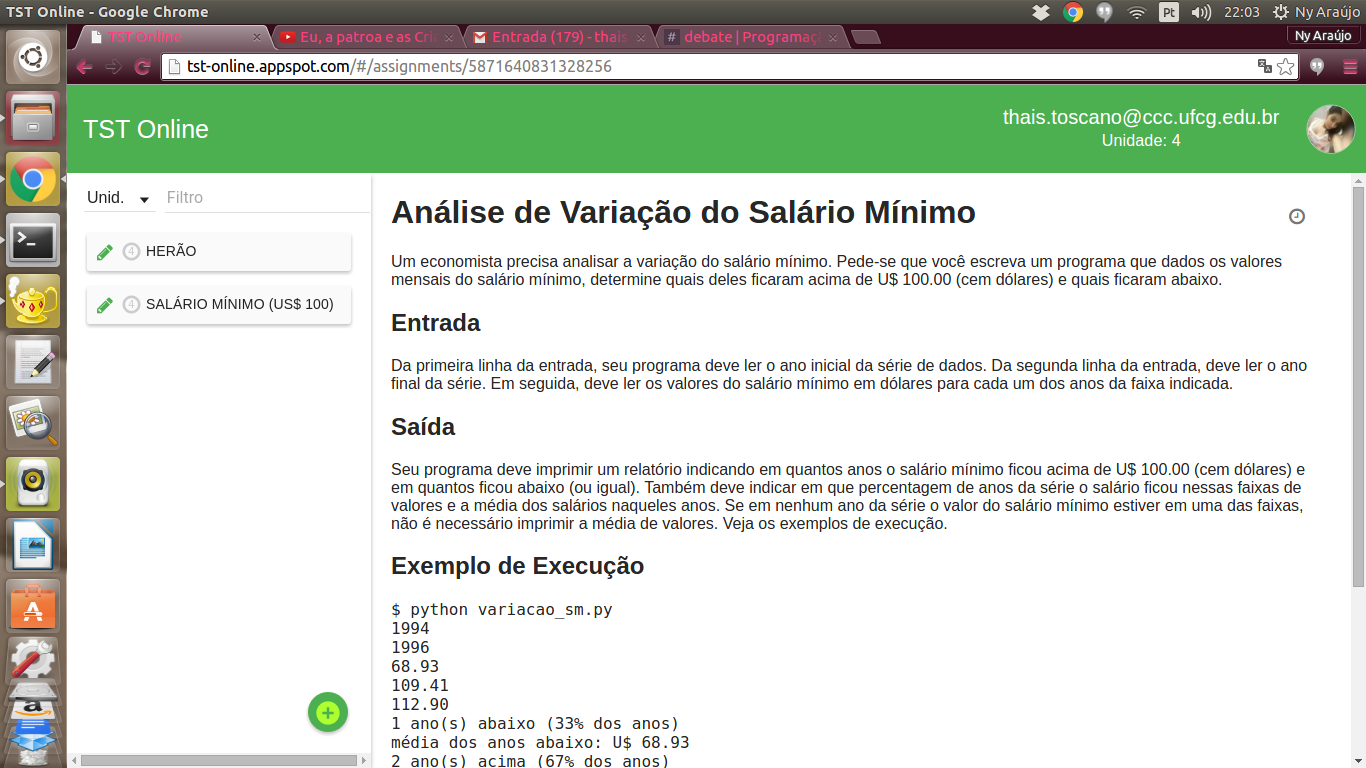 TST Online - Google Chrome
Pt
22:03
Ny Araújo
TST Online
Eu, a patroa e as Cri
Entrada (179) - thais
# debate | Programaç
Ny Araújo
tst-online.appspot.com/#/assignments/5871640831328256
TST Online
thais.toscano@ccc.ufcg.edu.br
Unidade: 4
Unid.
Filtro
4 HERÃO
4 SALÁRIO MÍNIMO (US$ 100)
Análise de Variação do Salário Mínimo
Um economista precisa analisar a variação do salário mínimo. Pede-se que você escreva um programa que dados os valores
mensais do salário mínimo, determine quais deles ficaram acima de U$ 100.00 (cem dólares) e quais ficaram abaixo.
Entrada
Da primeira linha da entrada, seu programa deve ler o ano inicial da série de dados. Da segunda linha da entrada, deve ler o ano
final da série. Em seguida, deve ler os valores do salário mínimo em dólares para cada um dos anos da faixa indicada.
Saída
Seu programa deve imprimir um relatório indicando em quantos anos o salário mínimo ficou acima de U$ 100.00 (cem dólares) e
em quantos ficou abaixo (ou igual). Também deve indicar em que percentagem de anos da série o salário ficou nessas faixas de
valores e a média dos salários naqueles anos. Se em nenhum ano da série o valor do salário mínimo estiver em uma das faixas,
não é necessário imprimir a média de valores. Veja os exemplos de execução.
Exemplo de Execução
$ python variacao_sm.py
1994
1996
68.93
109.41
112.90
1 ano(s) abaixo (33% dos anos)
média dos anos abaixo: U$ 68.93
2 ano(s) acima (67% dos anos)